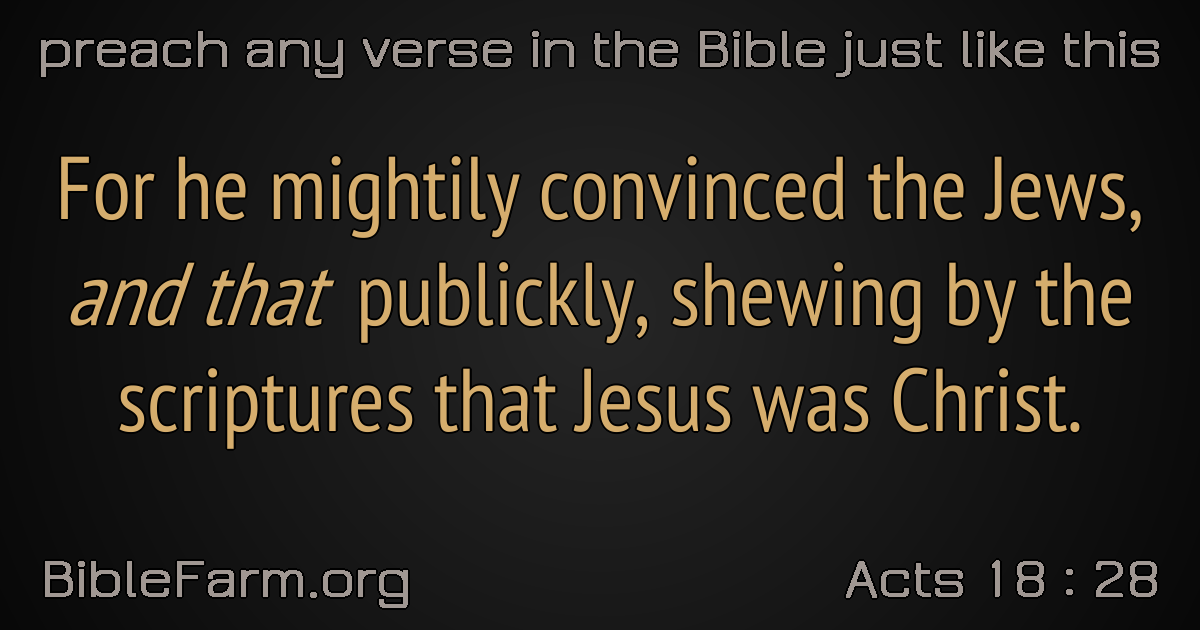 preach any verse in the Bible just like this
For he mightily convinced the Jews,
and that publickly, shewing by the
scriptures that Jesus was Christ.
BibleFarm.org
Acts 18 : 28